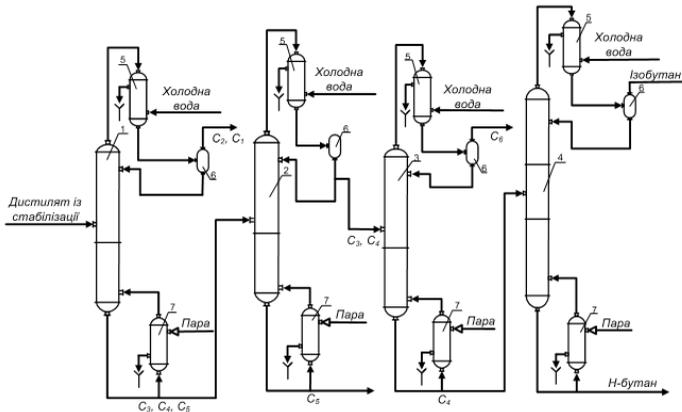 5
Холодна
вода
1
C₂, C₁
6
Дистилят із
стабілізації
7
Пара
C₃, C₄, C₅
5
Холодна
вода
6
2
C₃, C₄
7
Пара
C₅
5
Холодна
вода
C₆
3
6
7
Пара
C₄
5
Холодна
вода
Ізобутан
6
4
7
Пара
Н-бутан